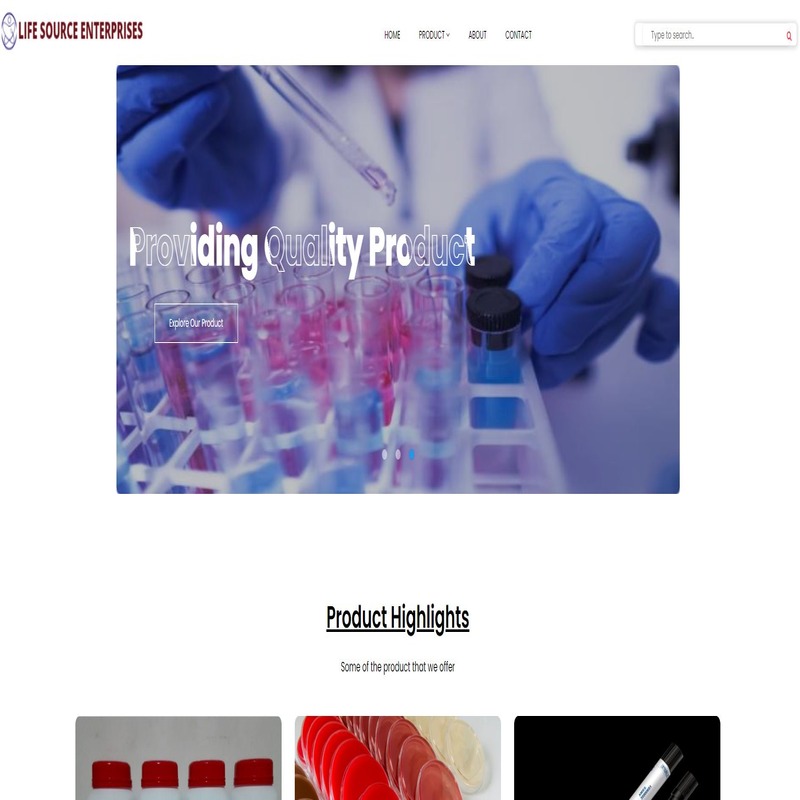 LIFE SOURCE ENTERPRISES
HOME
PRODUCT
ABOUT
CONTACT
Type to search..
Providing Quality Product
Explore Our Product
Product Highlights
Some of the product that we offer